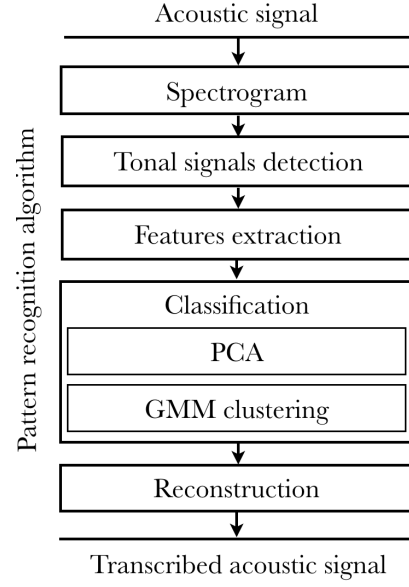 Acoustic signal
Spectrogram
Tonal signals detection
Features extraction
Classification
PCA
GMM clustering
Reconstruction
Transcribed acoustic signal
Pattern recognition algorithm